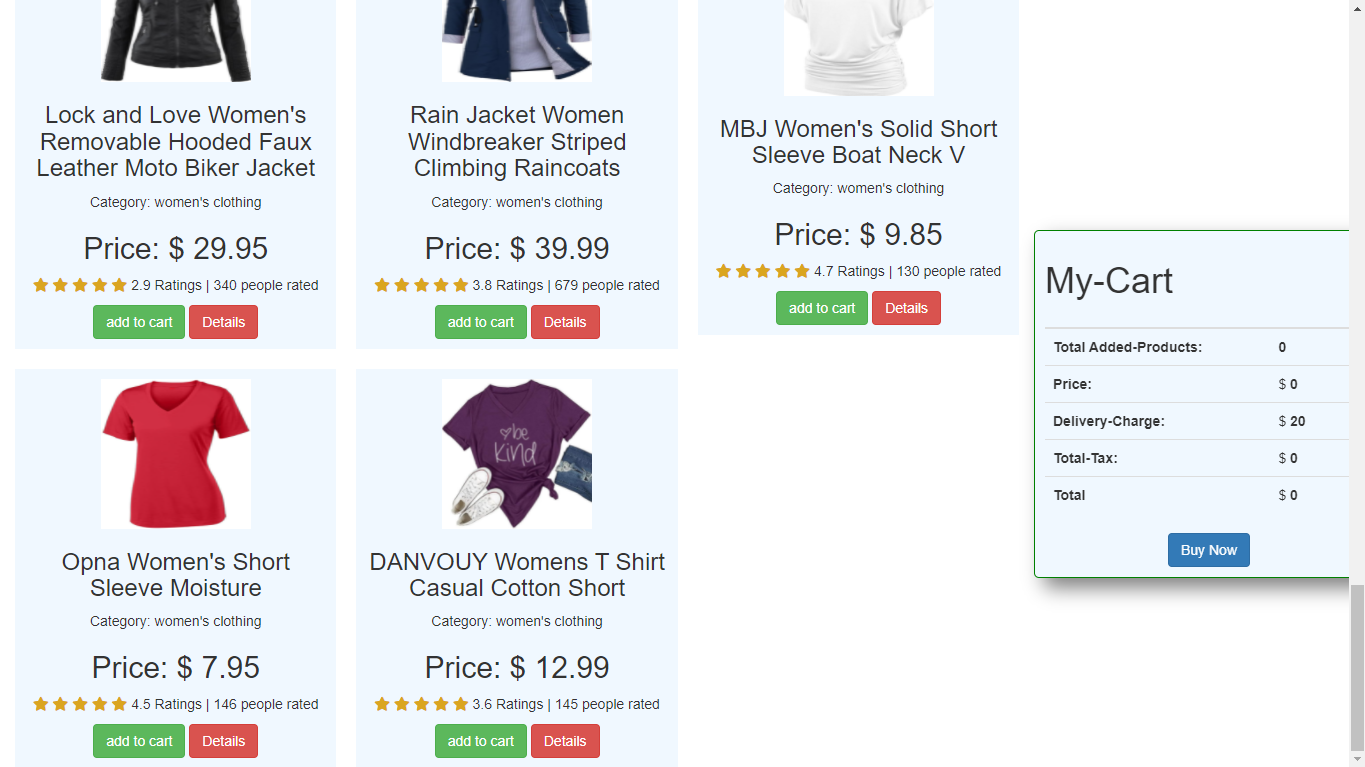 Lock and Love Women's
Removable Hooded Faux
Leather Moto Biker Jacket
Category: women's clothing
Price: $ 29.95
2.9 Ratings | 340 people rated
add to cart
Details
Rain Jacket Women
Windbreaker Striped
Climbing Raincoats
Category: women's clothing
Price: $ 39.99
3.8 Ratings | 679 people rated
add to cart
Details
MBJ Women's Solid Short
Sleeve Boat Neck V
Category: women's clothing
Price: $ 9.85
4.7 Ratings | 130 people rated
add to cart
Details
Opna Women's Short
Sleeve Moisture
Category: women's clothing
Price: $ 7.95
4.5 Ratings | 146 people rated
add to cart
Details
be
kind
DANVOUY Womens T Shirt
Casual Cotton Short
Category: women's clothing
Price: $ 12.99
3.6 Ratings | 145 people rated
add to cart
Details
My-Cart
Total Added-Products: 0
Price: $ 0
Delivery-Charge: $ 20
Total-Tax: $ 0
Total $ 0
Buy Now